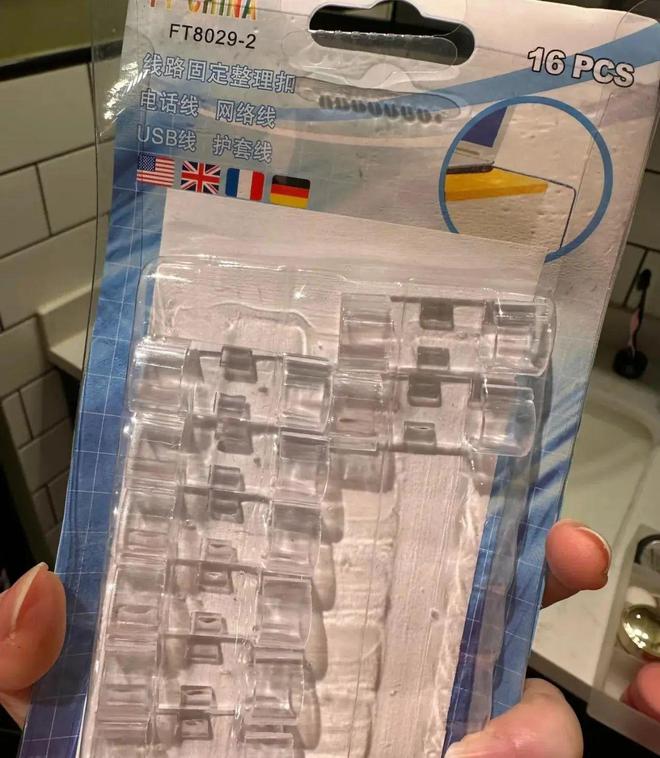 CHINA
FT8029-2
16 PCS
线路固定整理扣
电话线 网络线
USB线 护套线